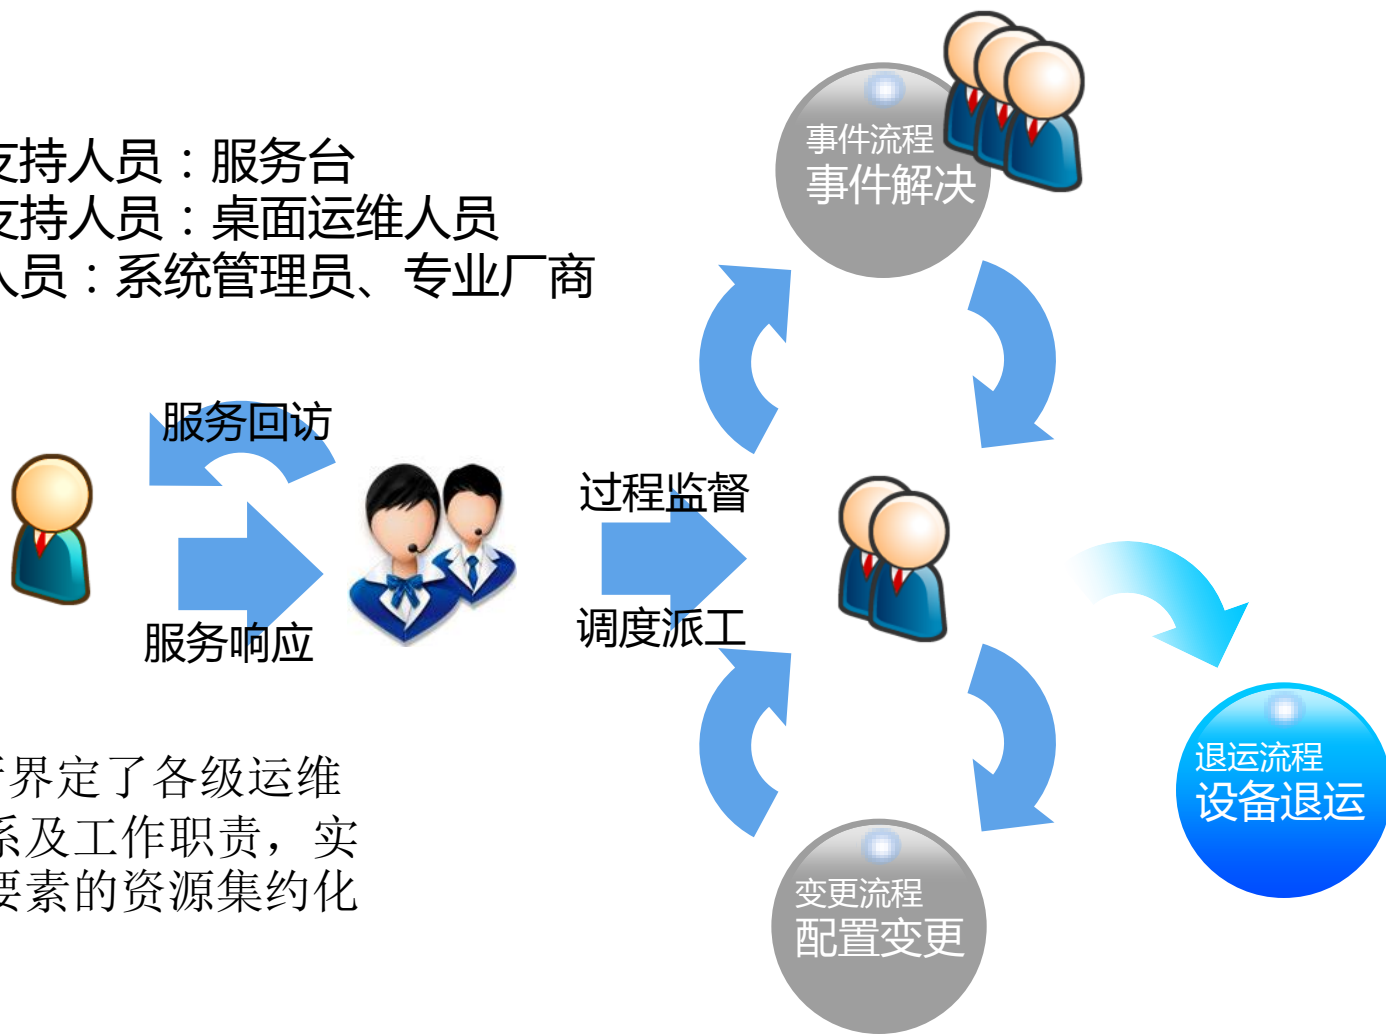 支持人员：服务台
支持人员：桌面运维人员
人员：系统管理员、专业厂商
事件流程
事件解决
服务回访
服务响应
过程监督
调度派工
退运流程
设备退运
变更流程
配置变更
界定了各级运维
系及工作职责，实
要素的资源集约化